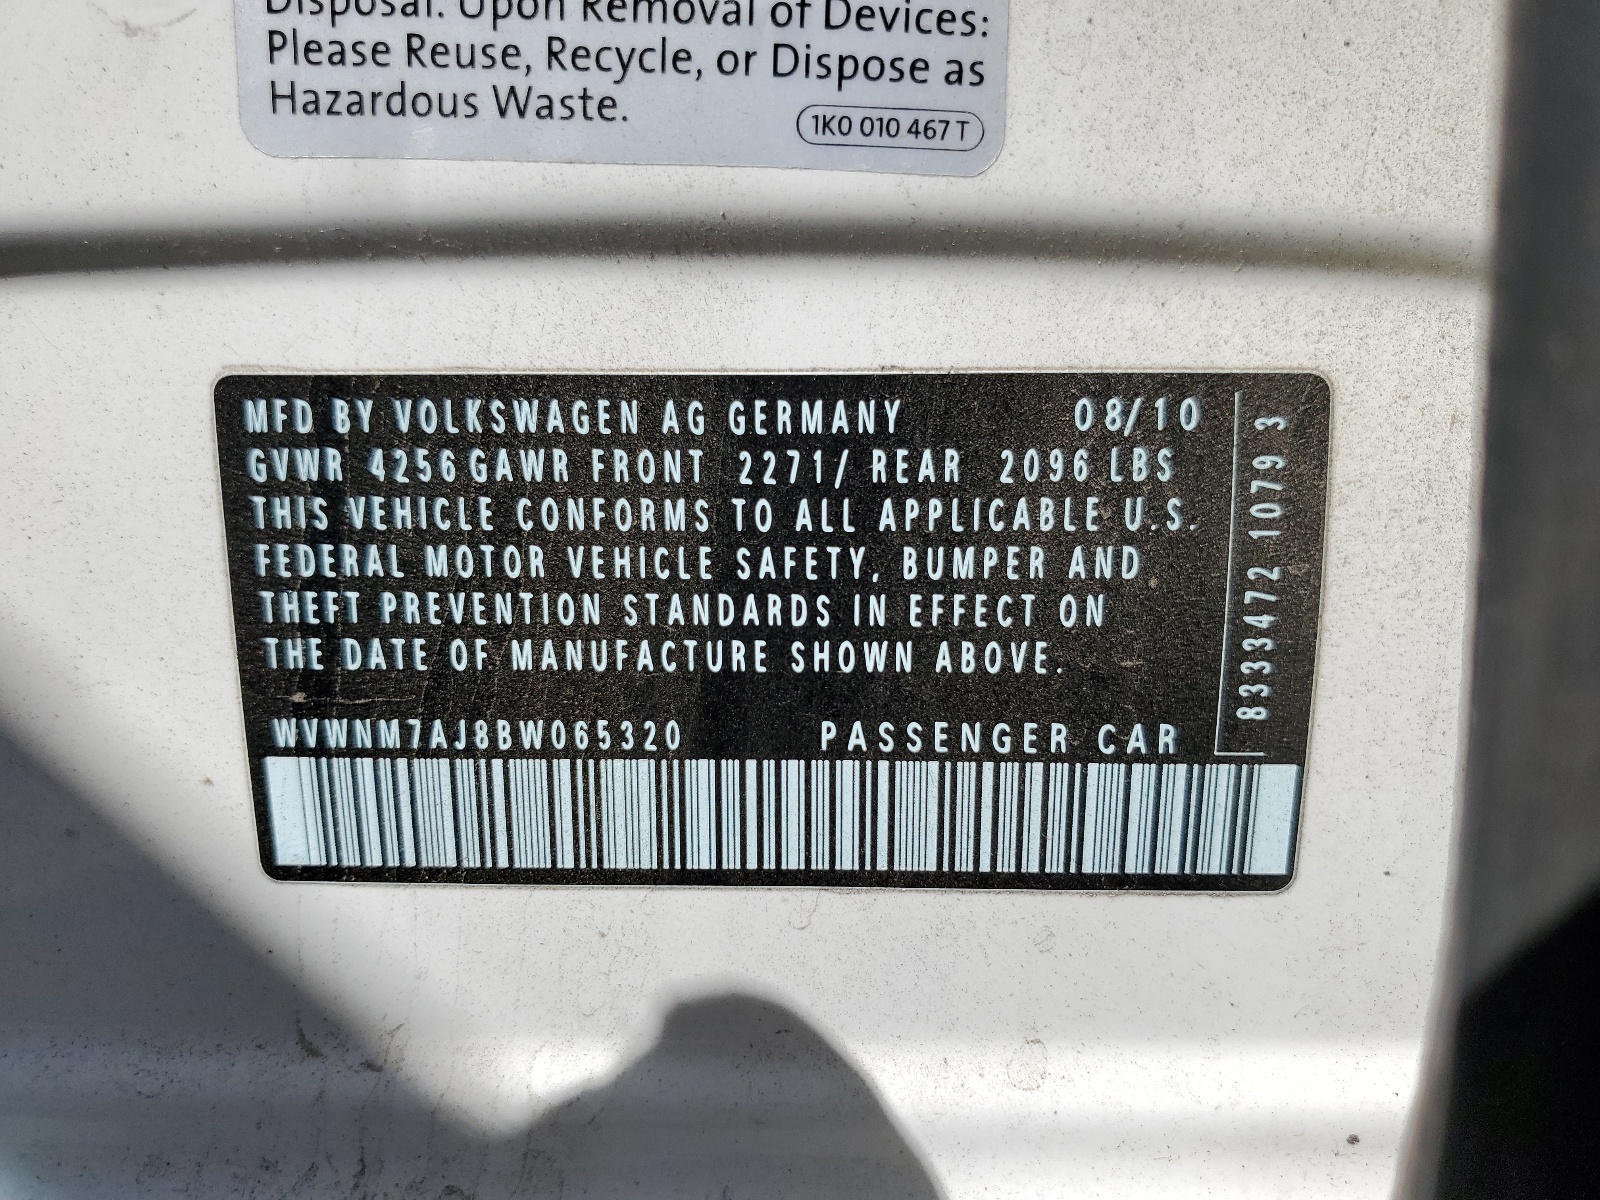 Disposal. Upon Removal of Devices:
Please Reuse, Recycle, or Dispose as
Hazardous Waste.
1K0 010 467 T
MFD BY VOLKSWAGEN AG GERMANY 08/10
GVWR 4256 GAWR FRONT 2271/ REAR 2096 LBS
THIS VEHICLE CONFORMS TO ALL APPLICABLE U.S.
FEDERAL MOTOR VEHICLE SAFETY, BUMPER AND
THEFT PREVENTION STANDARDS IN EFFECT ON
THE DATE OF MANUFACTURE SHOWN ABOVE.
WVWNM7AJ8BW065320 PASSENGER CAR
8333472 1079 3